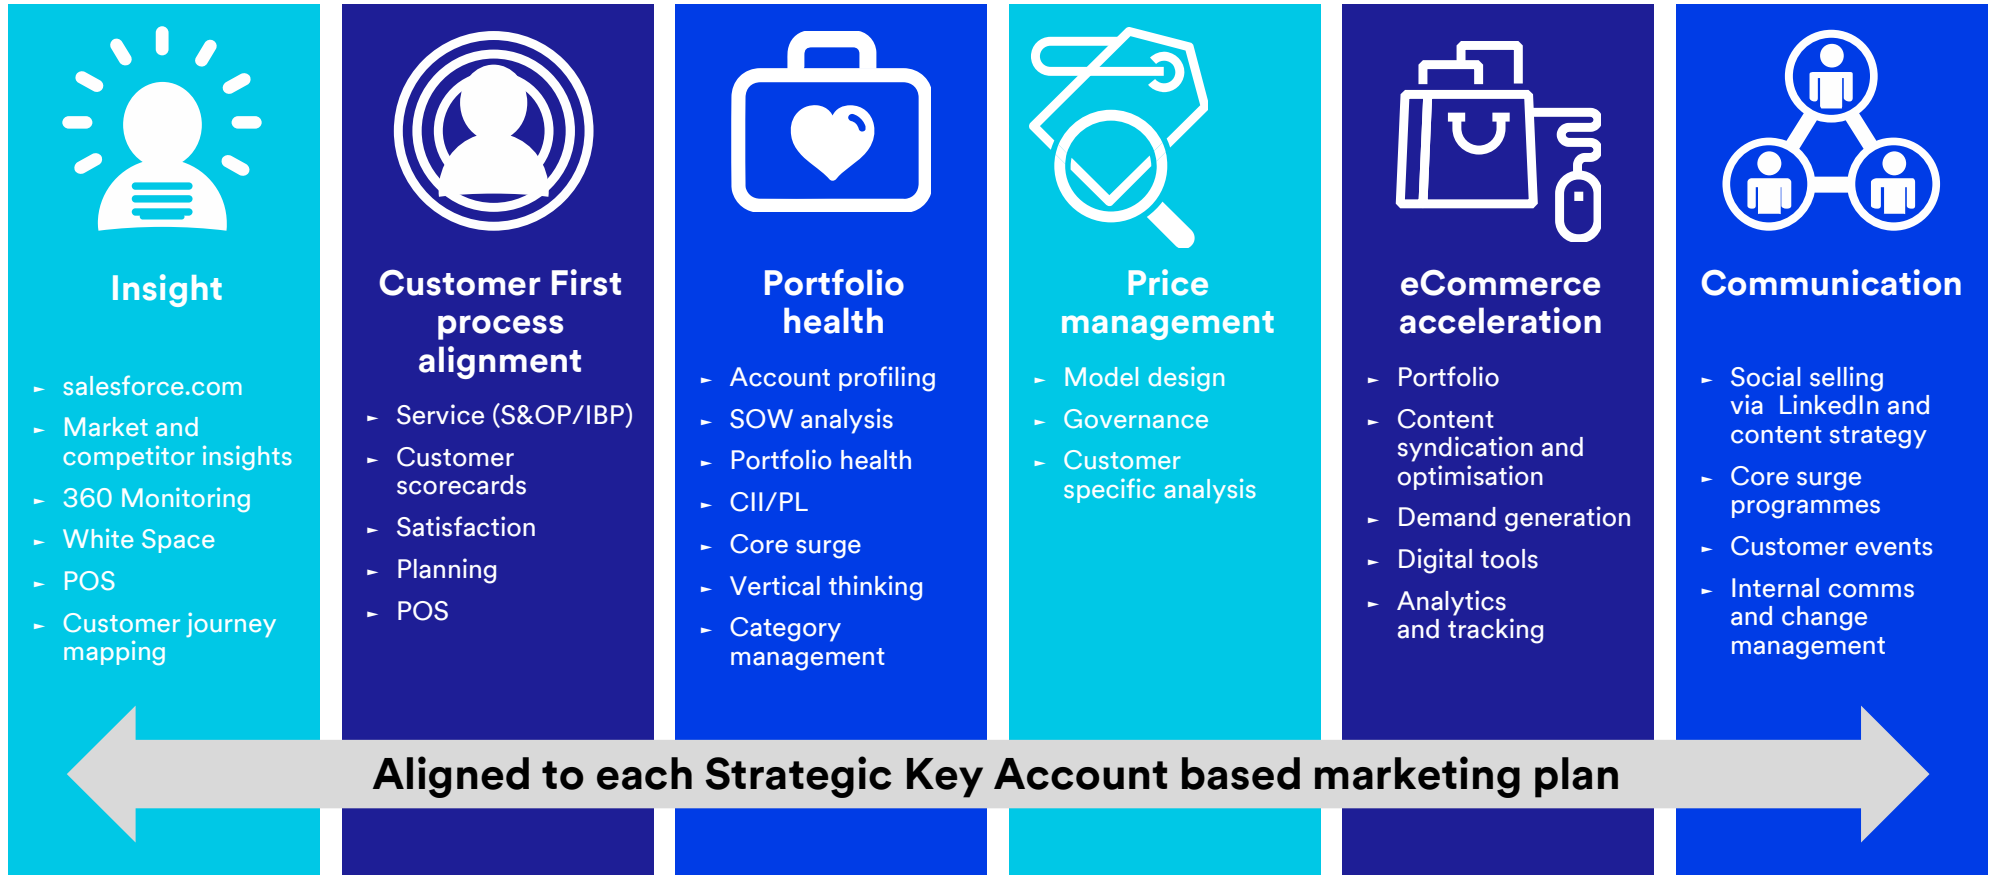 Insight
► salesforce.com
► Market and
competitor insights
► 360 Monitoring
► White Space
► POS
► Customer journey
mapping
Customer First
process
alignment
► Service (S&OP/IBP)
► Customer
scorecards
► Satisfaction
► Planning
► POS
Portfolio
health
► Account profiling
► SOW analysis
► Portfolio health
► CII/PL
► Core surge
► Vertical thinking
► Category
management
Price
management
► Model design
► Governance
► Customer
specific analysis
eCommerce
acceleration
► Portfolio
► Content
syndication and
optimisation
► Demand generation
► Digital tools
► Analytics
and tracking
Communication
► Social selling
via LinkedIn and
content strategy
► Core surge
programmes
► Customer events
► Internal comms
and change
management
Aligned to each Strategic Key Account based marketing plan